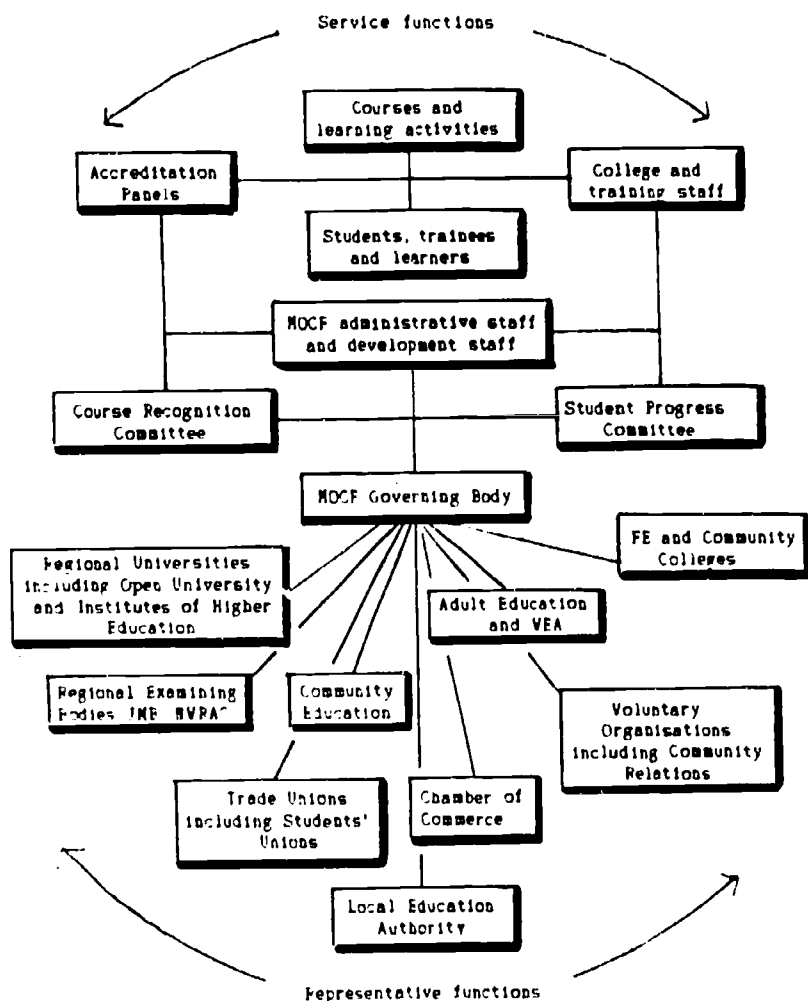 Service functions
Courses and
learning activities
Accreditation
Panels
College and
training staff
Students, trainees
and learners
MOCF administrative staff
and development staff
Course Recognition
Committee
Student Progress
Committee
MOCF Governing Body
FE and Community
Colleges
Regional Universities
including Open University
and Institutes of Higher
Education
Adult Education
and WEA
Regional Examining
Bodies JMB
Community
Education
Voluntary
Organisations
including Community
Relations
Trade Unions
including Students'
Unions
Chamber of
Commerce
Local Education
Authority
Representative functions